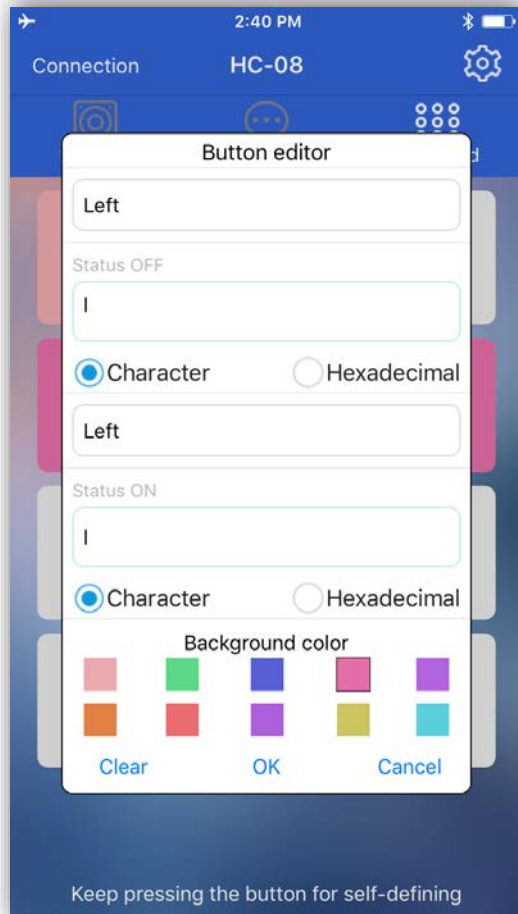 2:40 PM
Connection HC-08
Button editor
Left
Status OFF
l
Character Hexadecimal
Left
Status ON
l
Character Hexadecimal
Background color
Clear OK Cancel
Keep pressing the button for self-defining